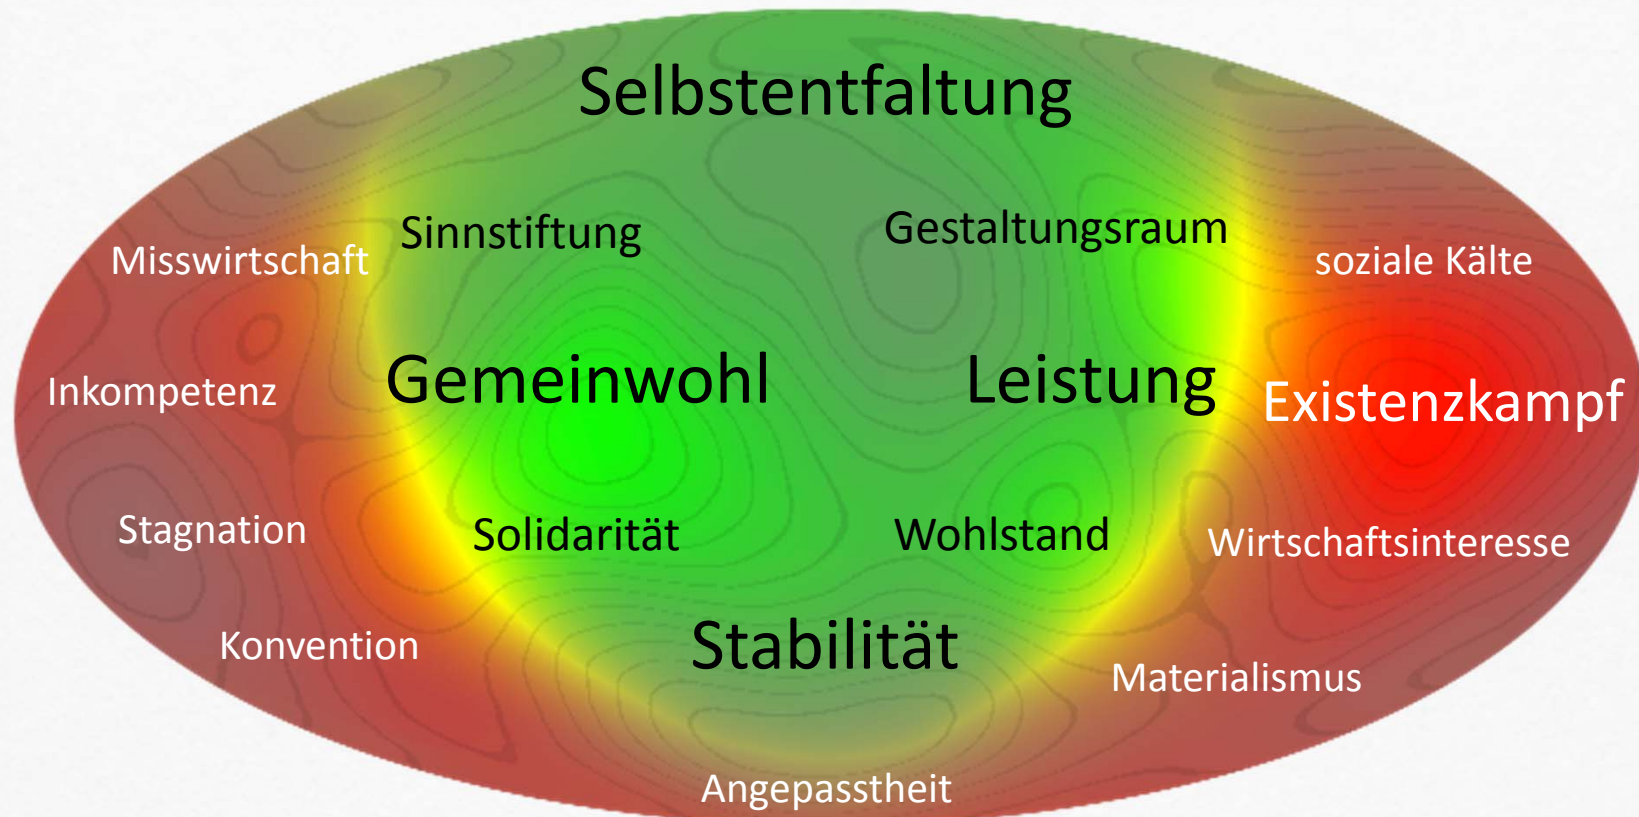 Selbstentfaltung
Sinnstiftung
Gestaltungsraum
Misswirtschaft
soziale Kälte
Gemeinwohl
Leistung
Inkompetenz
Existenzkampf
Stagnation
Solidarität
Wohlstand
Wirtschaftsinteresse
Konvention
Stabilität
Materialismus
Angepasstheit